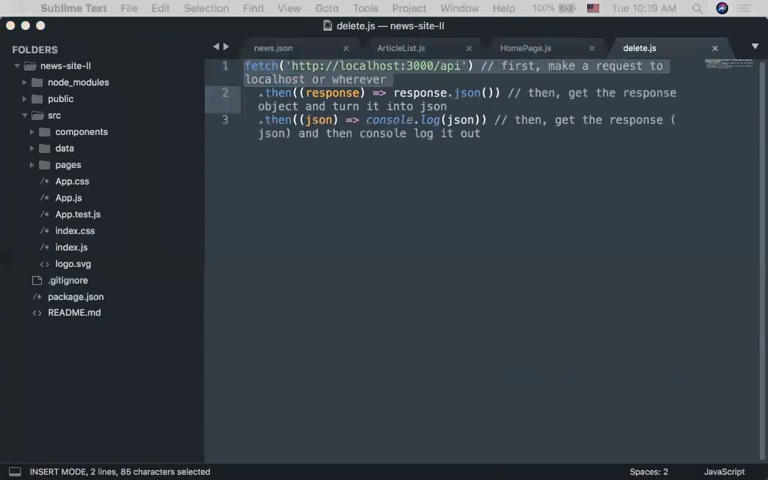 Sublime Text File Edit Selection Find View Goto Tools Project Window Help 100% Tue 10:19 AM
delete.js — news-site-II
FOLDERS
news-site-II
node_modules
public
src
components
data
pages
App.css
App.js
App.test.js
index.css
index.js
logo.svg
.gitignore
package.json
README.md
news.json ArticleList.js HomePage.js delete.js
1 fetch('http://localhost:3000/api') // first, make a request to
localhost or wherever
2 .then((response) => response.json()) // then, get the response
object and turn it into json
3 .then((json) => console.log(json)) // then, get the response (
json) and then console log it out
INSERT MODE, 2 lines, 85 characters selected Spaces: 2 JavaScript